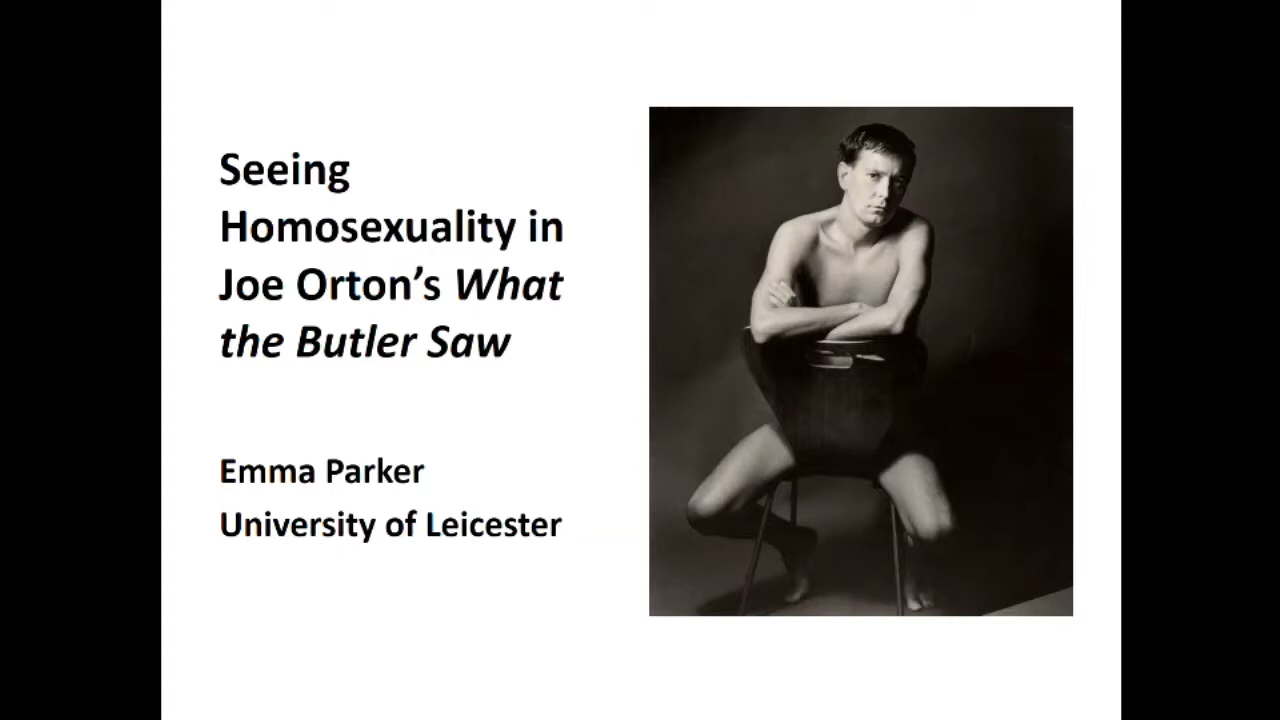 Seeing
Homosexuality in
Joe Orton’s What
the Butler Saw
Emma Parker
University of Leicester